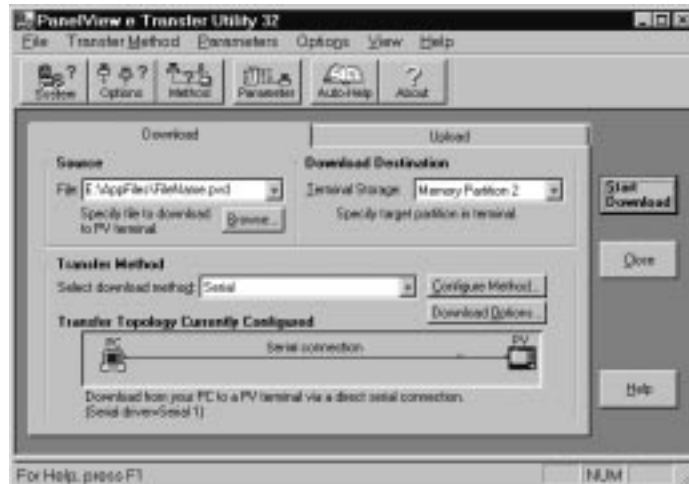 PanelView e Transfer Utility 32
File Transfer Method Parameters Options View Help
System Options Method Parameter Auto-Help About
Download Upload
Source Download Destination
File: E:\AppFiles\FileName.pvd Terminal Storage: Memory Partition 2
Specify file to download to PV terminal. Browse... Specify target partition in terminal.
Start Download
Close
Transfer Method
Select download method: Serial Configure Method...
Download Options...
Transfer Topology Currently Configured
PC Serial connection PV
Download from your PC to a PV terminal via a direct serial connection.
(Serial driver=Serial 1)
Help
For Help, press F1 NUM